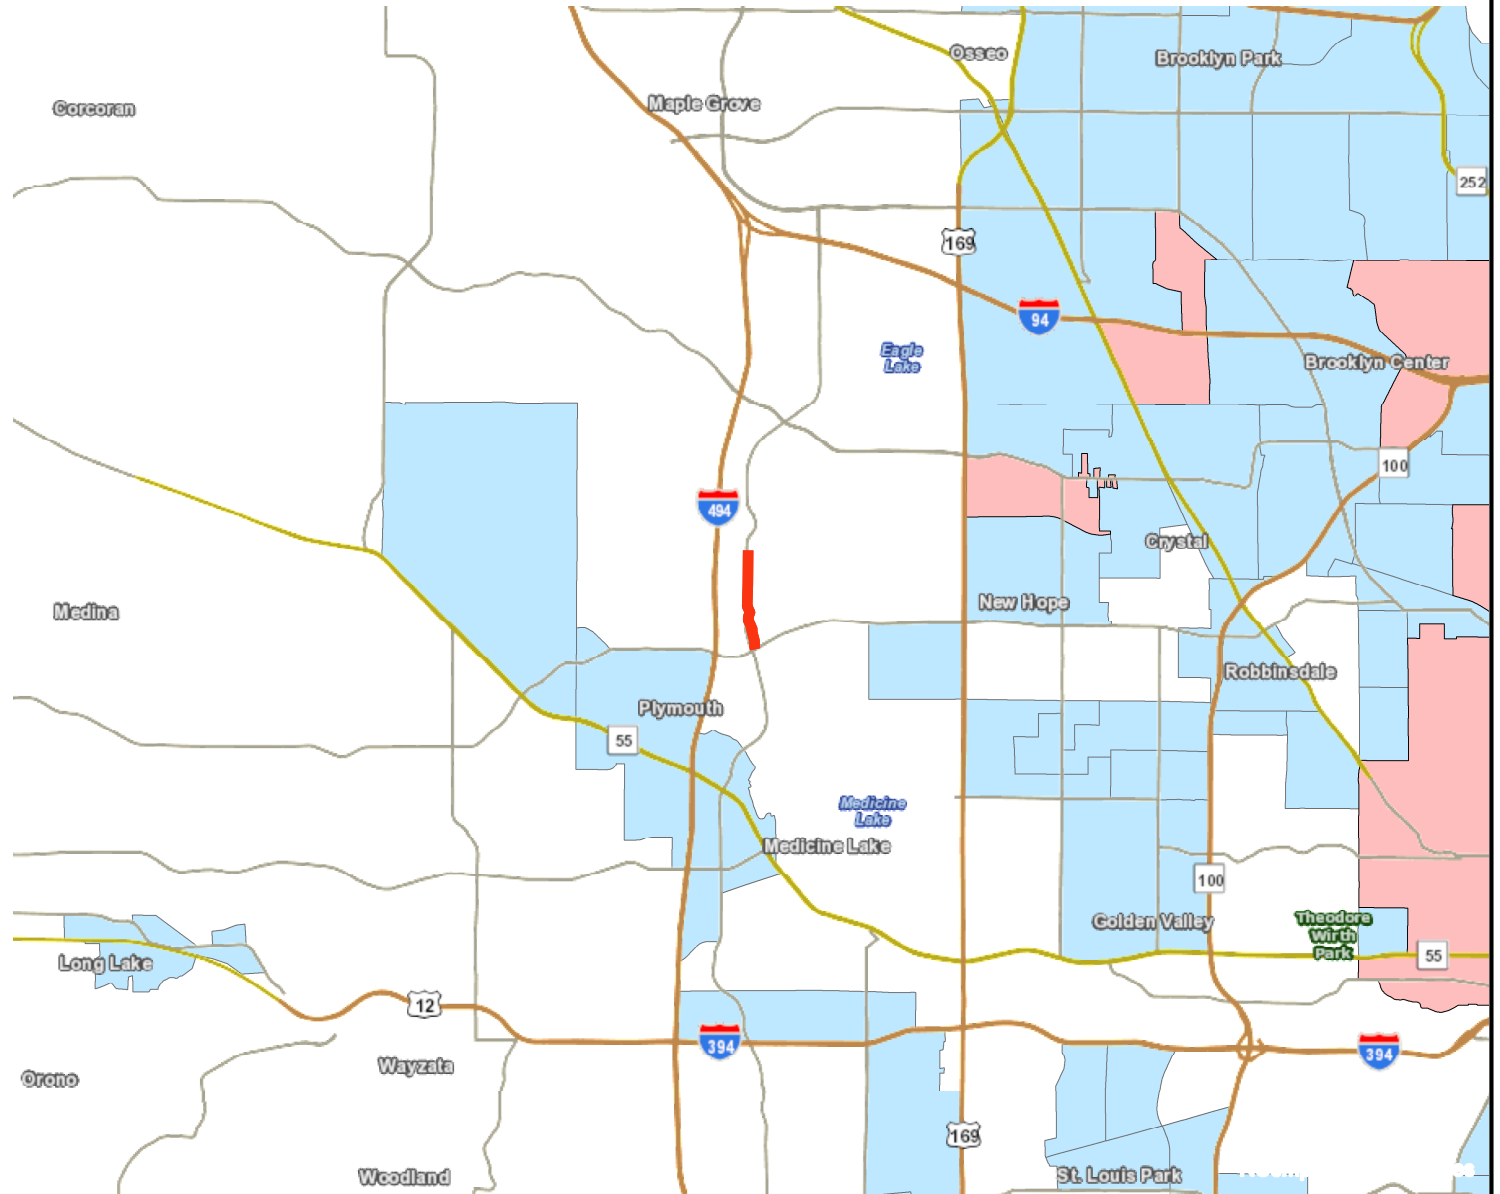 Osseo
Brooklyn Park
Corcoran
Maple Grove
252
169
94
Eagle
Lake
Brooklyn Center
100
494
Crystal
New Hope
Medina
Robbinsdale
Plymouth
55
Medicine
Lake
Medicine Lake
100
Golden Valley
Theodore
Wirth
Park
55
Long Lake
12
394
394
Wayzata
Orono
169
Woodland
St. Louis Park